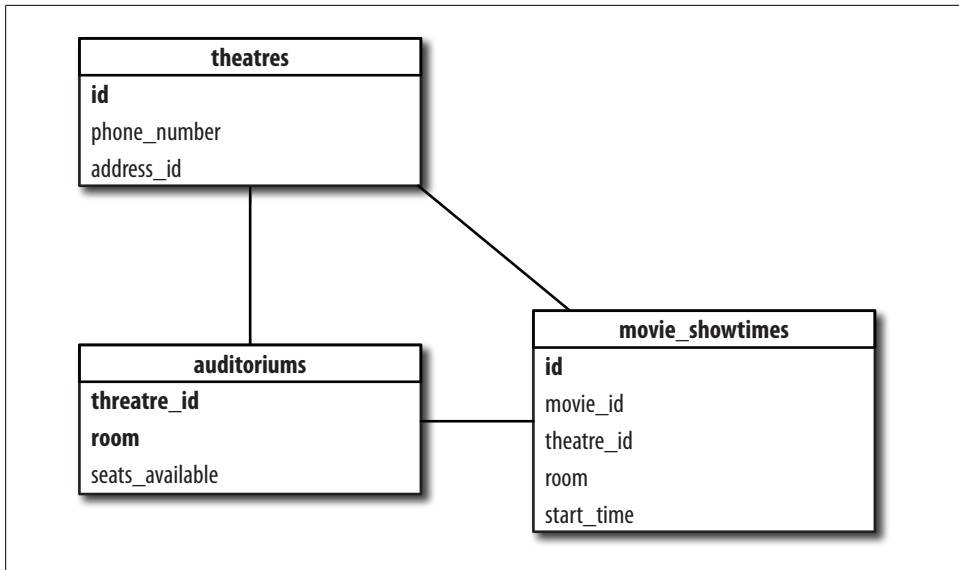 theatres
id
phone_number
address_id
auditoriums
threatre_id
room
seats_available
movie_showtimes
id
movie_id
theatre_id
room
start_time